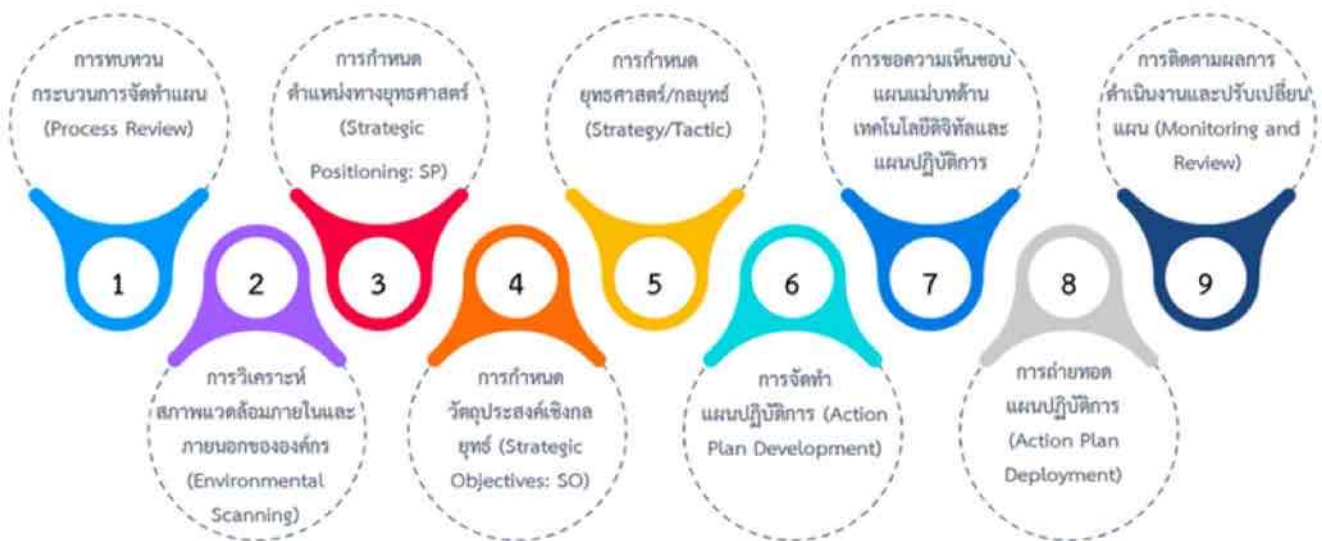 การทบทวน
กระบวนการจัดทำแผน
(Process Review)
1
การวิเคราะห์
สภาพแวดล้อมภายในและ
ภายนอกขององค์กร
(Environmental
Scanning)
2
การกำหนด
ตำแหน่งทางยุทธศาสตร์
(Strategic
Positioning: SP)
3
การกำหนด
วัตถุประสงค์เชิงกล
ยุทธ์ (Strategic
Objectives: SO)
4
การกำหนด
ยุทธศาสตร์/กลยุทธ์
(Strategy/Tactic)
5
การจัดทำ
แผนปฏิบัติการ (Action
Plan Development)
6
การขอความเห็นชอบ
แผนแม่บทด้าน
เทคโนโลยีดิจิทัลและ
แผนปฏิบัติการ
7
การถ่ายทอด
แผนปฏิบัติการ
(Action Plan
Deployment)
8
การติดตามผลการ
ดำเนินงานและปรับเปลี่ยน
แผน (Monitoring and
Review)
9